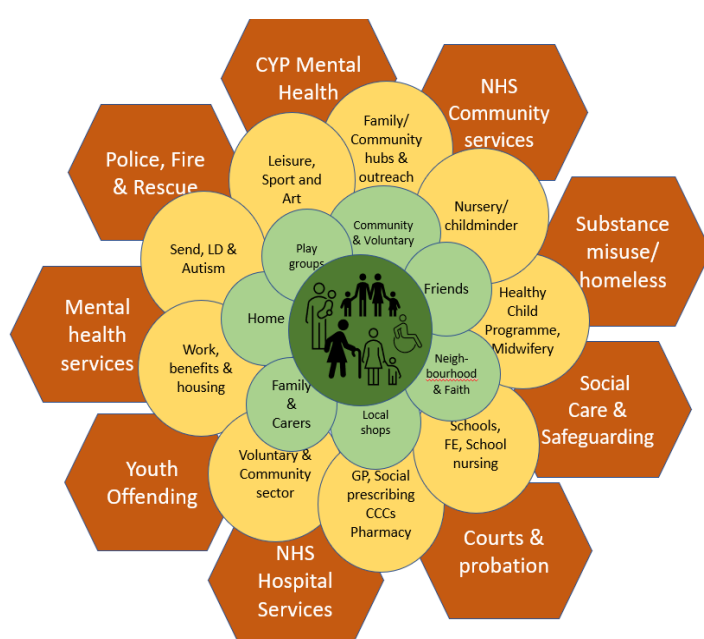 CYP Mental
Health
NHS
Community
services
Police, Fire
& Rescue
Substance
misuse/
homeless
Mental
health
services
Social
Care &
Safeguarding
Youth
Offending
Courts &
probation
NHS
Hospital
Services
Family/
Community
hubs &
outreach
Leisure,
Sport and
Art
Nursery/
childminder
Send, LD &
Autism
Healthy
Child
Programme,
Midwifery
Work,
benefits &
housing
Schools,
FE, School
nursing
Voluntary &
Community
sector
GP, Social
prescribing
CCCs
Pharmacy
Community
& Voluntary
Play
groups
Friends
Home
Neigh-
bourhood
& Faith
Family
&
Carers
Local
shops